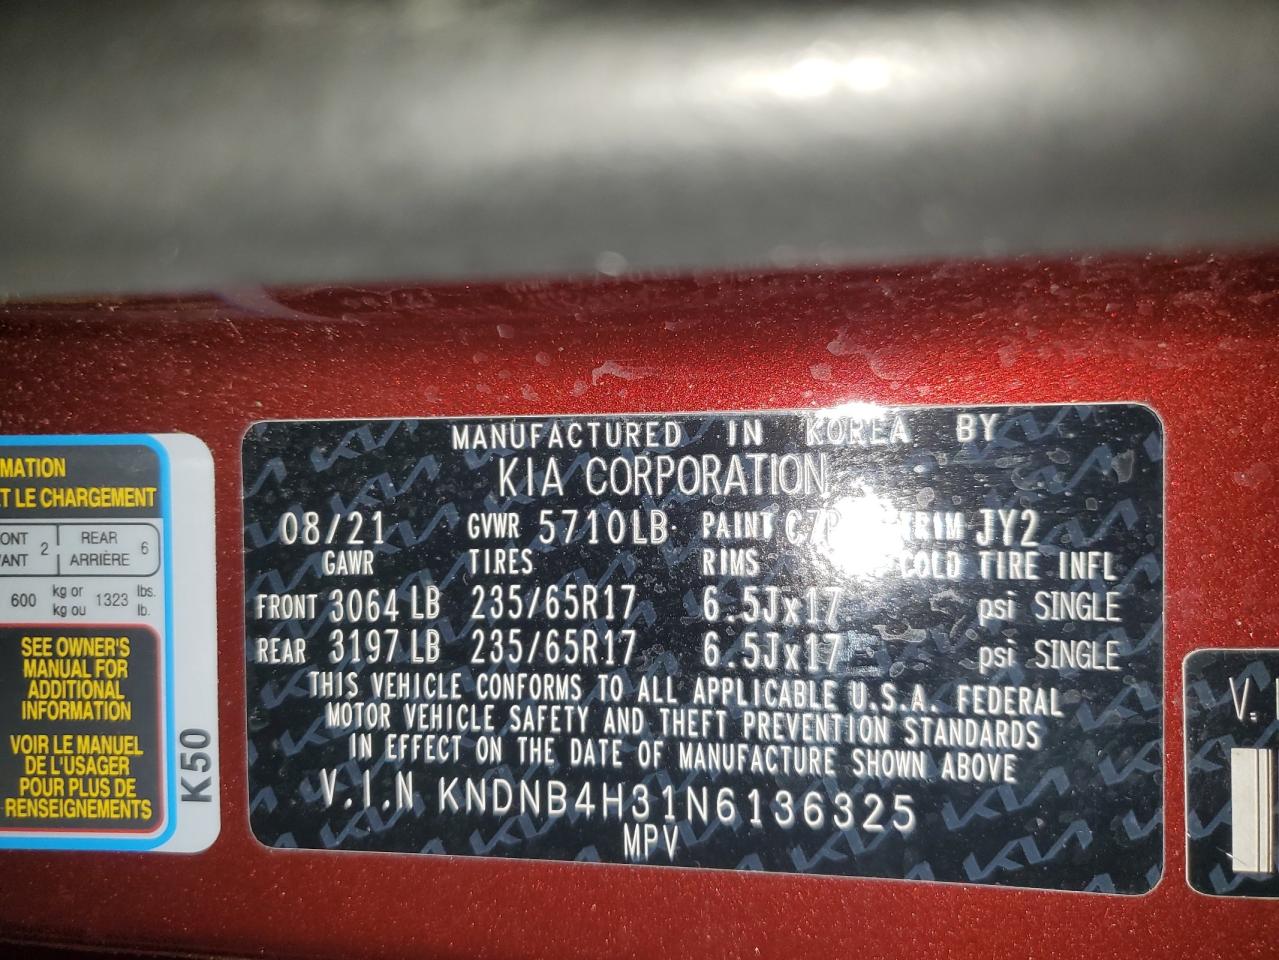 MATION
ET LE CHARGEMENT
ONT 2 REAR 6
VANT ARRIÈRE
600 kg or 1323 lbs.
kg ou lb.
SEE OWNER'S
MANUAL FOR
ADDITIONAL
INFORMATION
VOIR LE MANUEL
DE L'USAGER
POUR PLUS DE
RENSEIGNEMENTS
K50
MANUFACTURED IN KOREA BY
KIA CORPORATION
08/21 GVWR 5710LB PAINT TRIM JY2
GAWR TIRES RIMS COLD TIRE INFL
FRONT 3064 LB 235/65R17 6.5Jx17 psi SINGLE
REAR 3197 LB 235/65R17 6.5Jx17 psi SINGLE
THIS VEHICLE CONFORMS TO ALL APPLICABLE U.S.A. FEDERAL
MOTOR VEHICLE SAFETY AND THEFT PREVENTION STANDARDS
IN EFFECT ON THE DATE OF MANUFACTURE SHOWN ABOVE
V.I.N KNDNB4H31N6136325
MPV
V.